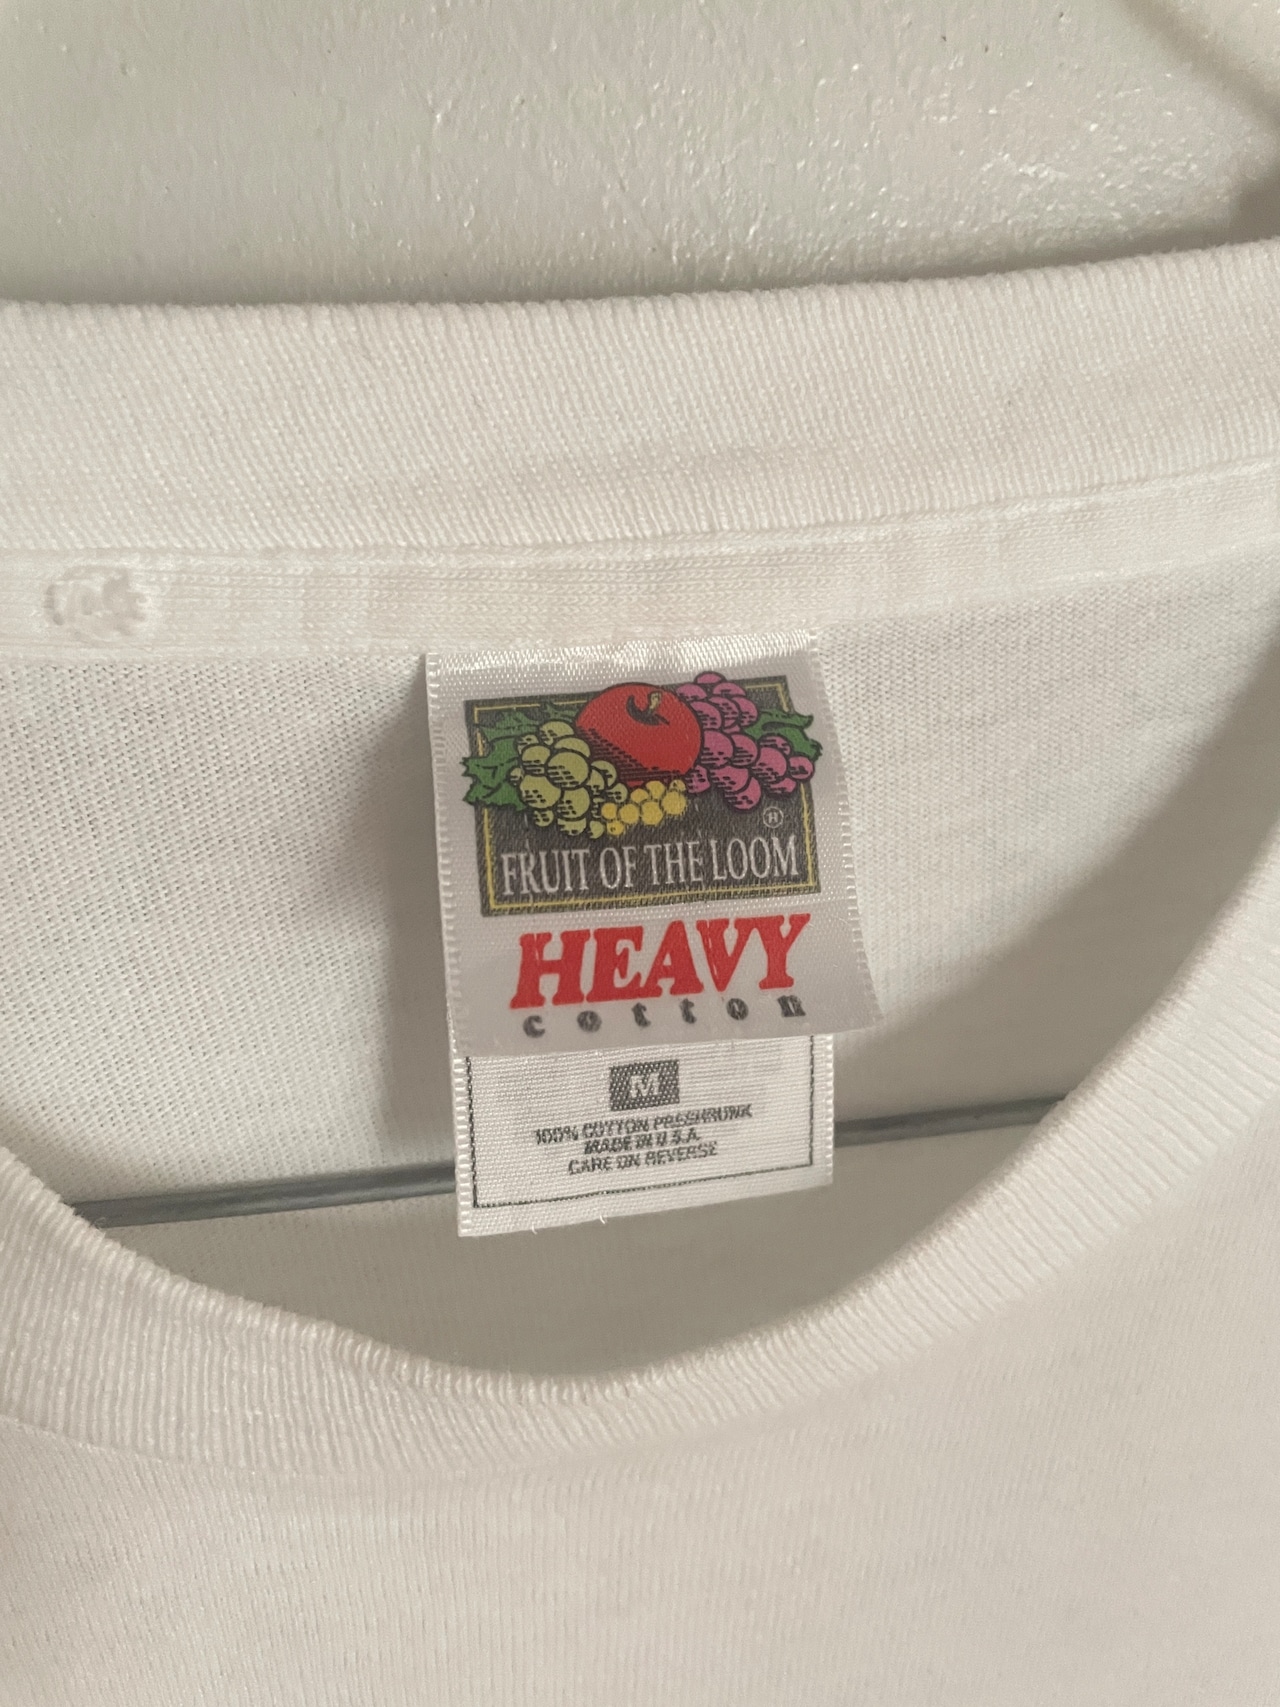 FRUIT OF THE LOOM
®
HEAVY
cotton
M
100% COTTON PRESHRUNK
MADE IN U.S.A.
CARE ON REVERSE